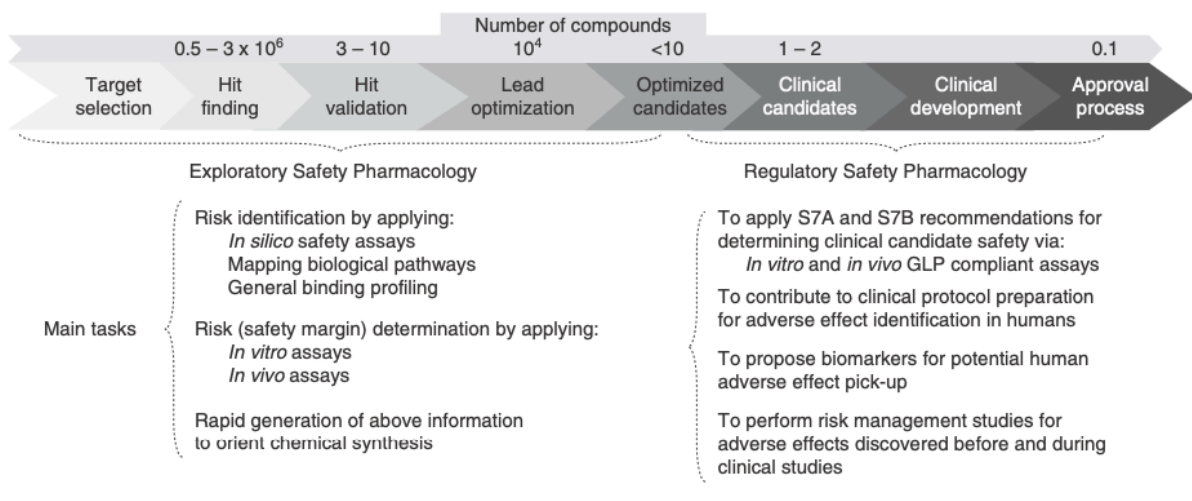 Number of compounds
0.5 – 3 x 10⁶
3 – 10
10⁴
<10
1 – 2
0.1
Target
selection
Hit
finding
Hit
validation
Lead
optimization
Optimized
candidates
Clinical
candidates
Clinical
development
Approval
process
Exploratory Safety Pharmacology
Regulatory Safety Pharmacology
Main tasks
Risk identification by applying:
In silico safety assays
Mapping biological pathways
General binding profiling
Risk (safety margin) determination by applying:
In vitro assays
In vivo assays
Rapid generation of above information
to orient chemical synthesis
To apply S7A and S7B recommendations for
determining clinical candidate safety via:
In vitro and in vivo GLP compliant assays
To contribute to clinical protocol preparation
for adverse effect identification in humans
To propose biomarkers for potential human
adverse effect pick-up
To perform risk management studies for
adverse effects discovered before and during
clinical studies